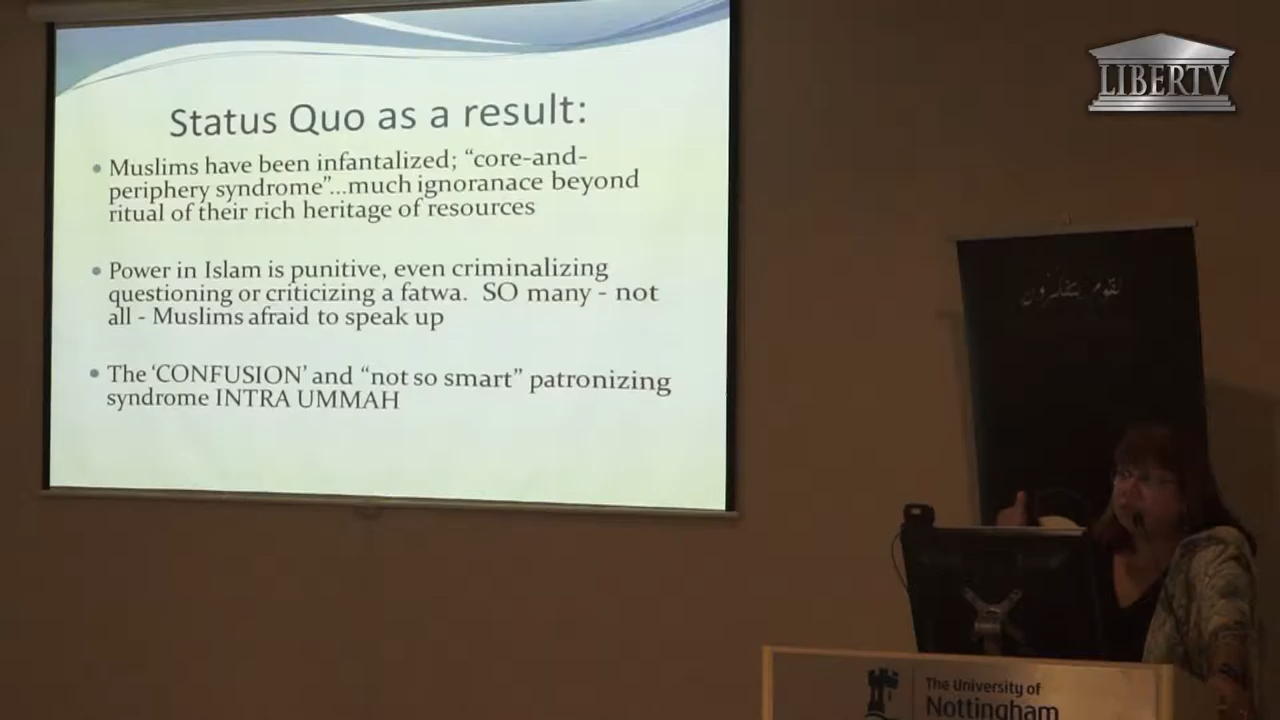 LIBERTV
Status Quo as a result:
• Muslims have been infantalized; “core-and-
periphery syndrome”...much ignoranace beyond
ritual of their rich heritage of resources
• Power in Islam is punitive, even criminalizing
questioning or criticizing a fatwa. SO many - not
all - Muslims afraid to speak up
• The ‘CONFUSION’ and “not so smart” patronizing
syndrome INTRA UMMAH
لقوم يتفكرون
The University of
Nottingham